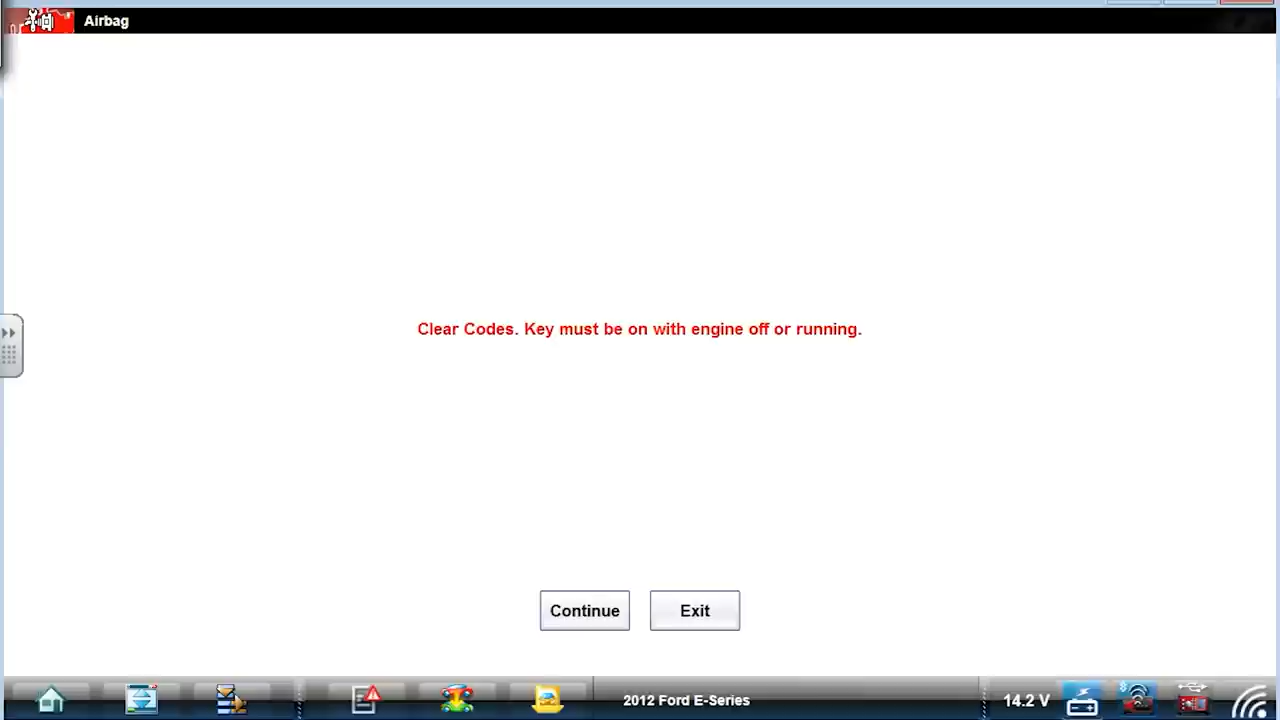 Airbag
Clear Codes. Key must be on with engine off or running.
Continue
Exit
2012 Ford E-Series
14.2 V